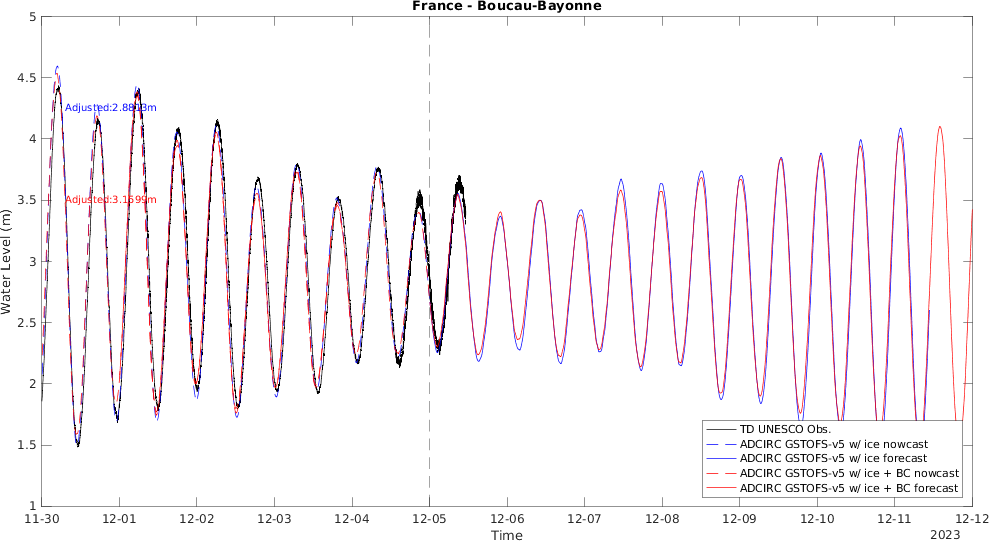 France - Boucau-Bayonne
5
4.5
4
3.5
3
2.5
2
1.5
1
Water Level (m)
Adjusted:2.8813m
Adjusted:3.1599m
TD UNESCO Obs.
ADCIRC GSTOFS-v5 w/ ice nowcast
ADCIRC GSTOFS-v5 w/ ice forecast
ADCIRC GSTOFS-v5 w/ ice + BC nowcast
ADCIRC GSTOFS-v5 w/ ice + BC forecast
11-30 12-01 12-02 12-03 12-04 12-05 12-06 12-07 12-08 12-09 12-10 12-11 12-12
Time
2023